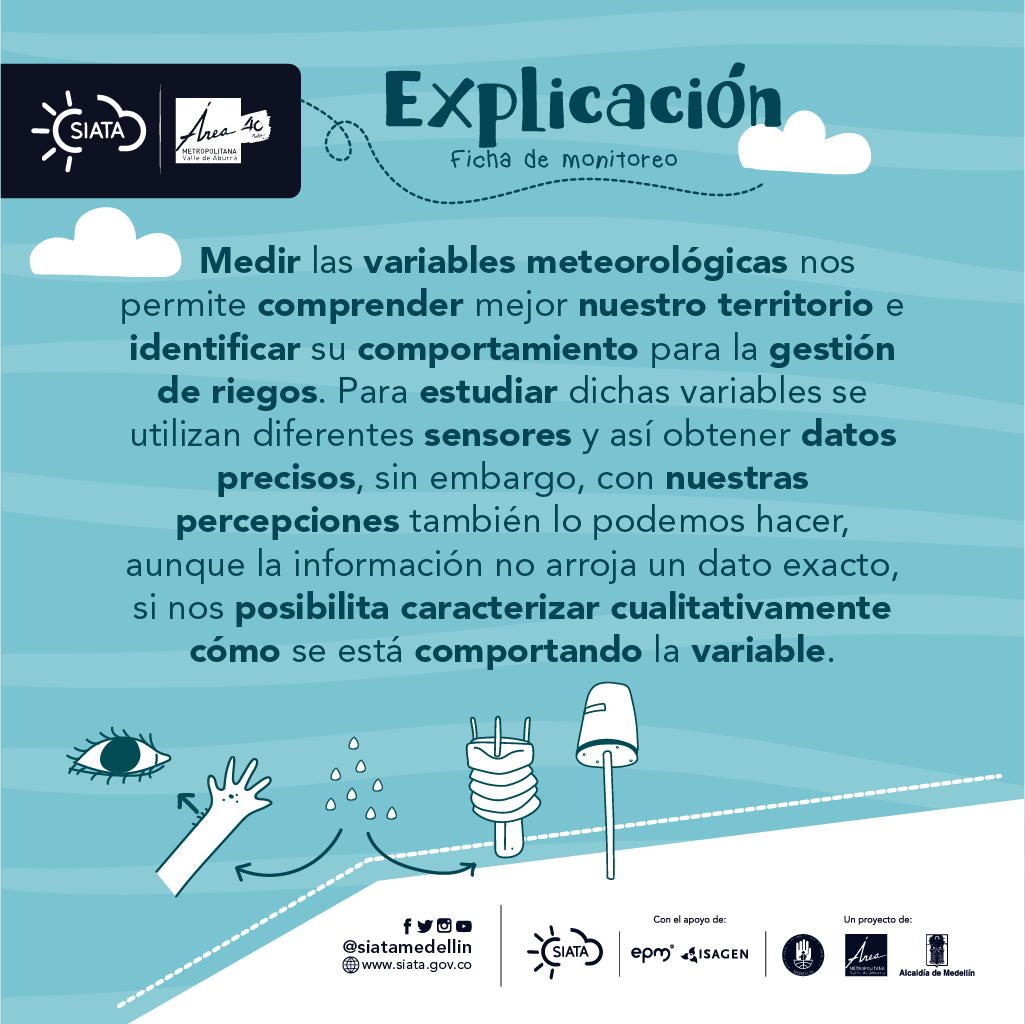 SIATA
Área 40
METROPOLITANA
Valle de Aburrá
Explicación
Ficha de monitoreo
Medir las variables meteorológicas nos
permite comprender mejor nuestro territorio e
identificar su comportamiento para la gestión
de riegos. Para estudiar dichas variables se
utilizan diferentes sensores y así obtener datos
precisos, sin embargo, con nuestras
percepciones también lo podemos hacer,
aunque la información no arroja un dato exacto,
si nos posibilita caracterizar cualitativamente
cómo se está comportando la variable.
@siatamedellin
www.siata.gov.co
SIATA
Con el apoyo de:
epm
ISAGEN
Un proyecto de:
Área
METROPOLITANA
Valle de Aburrá
Alcaldía de Medellín